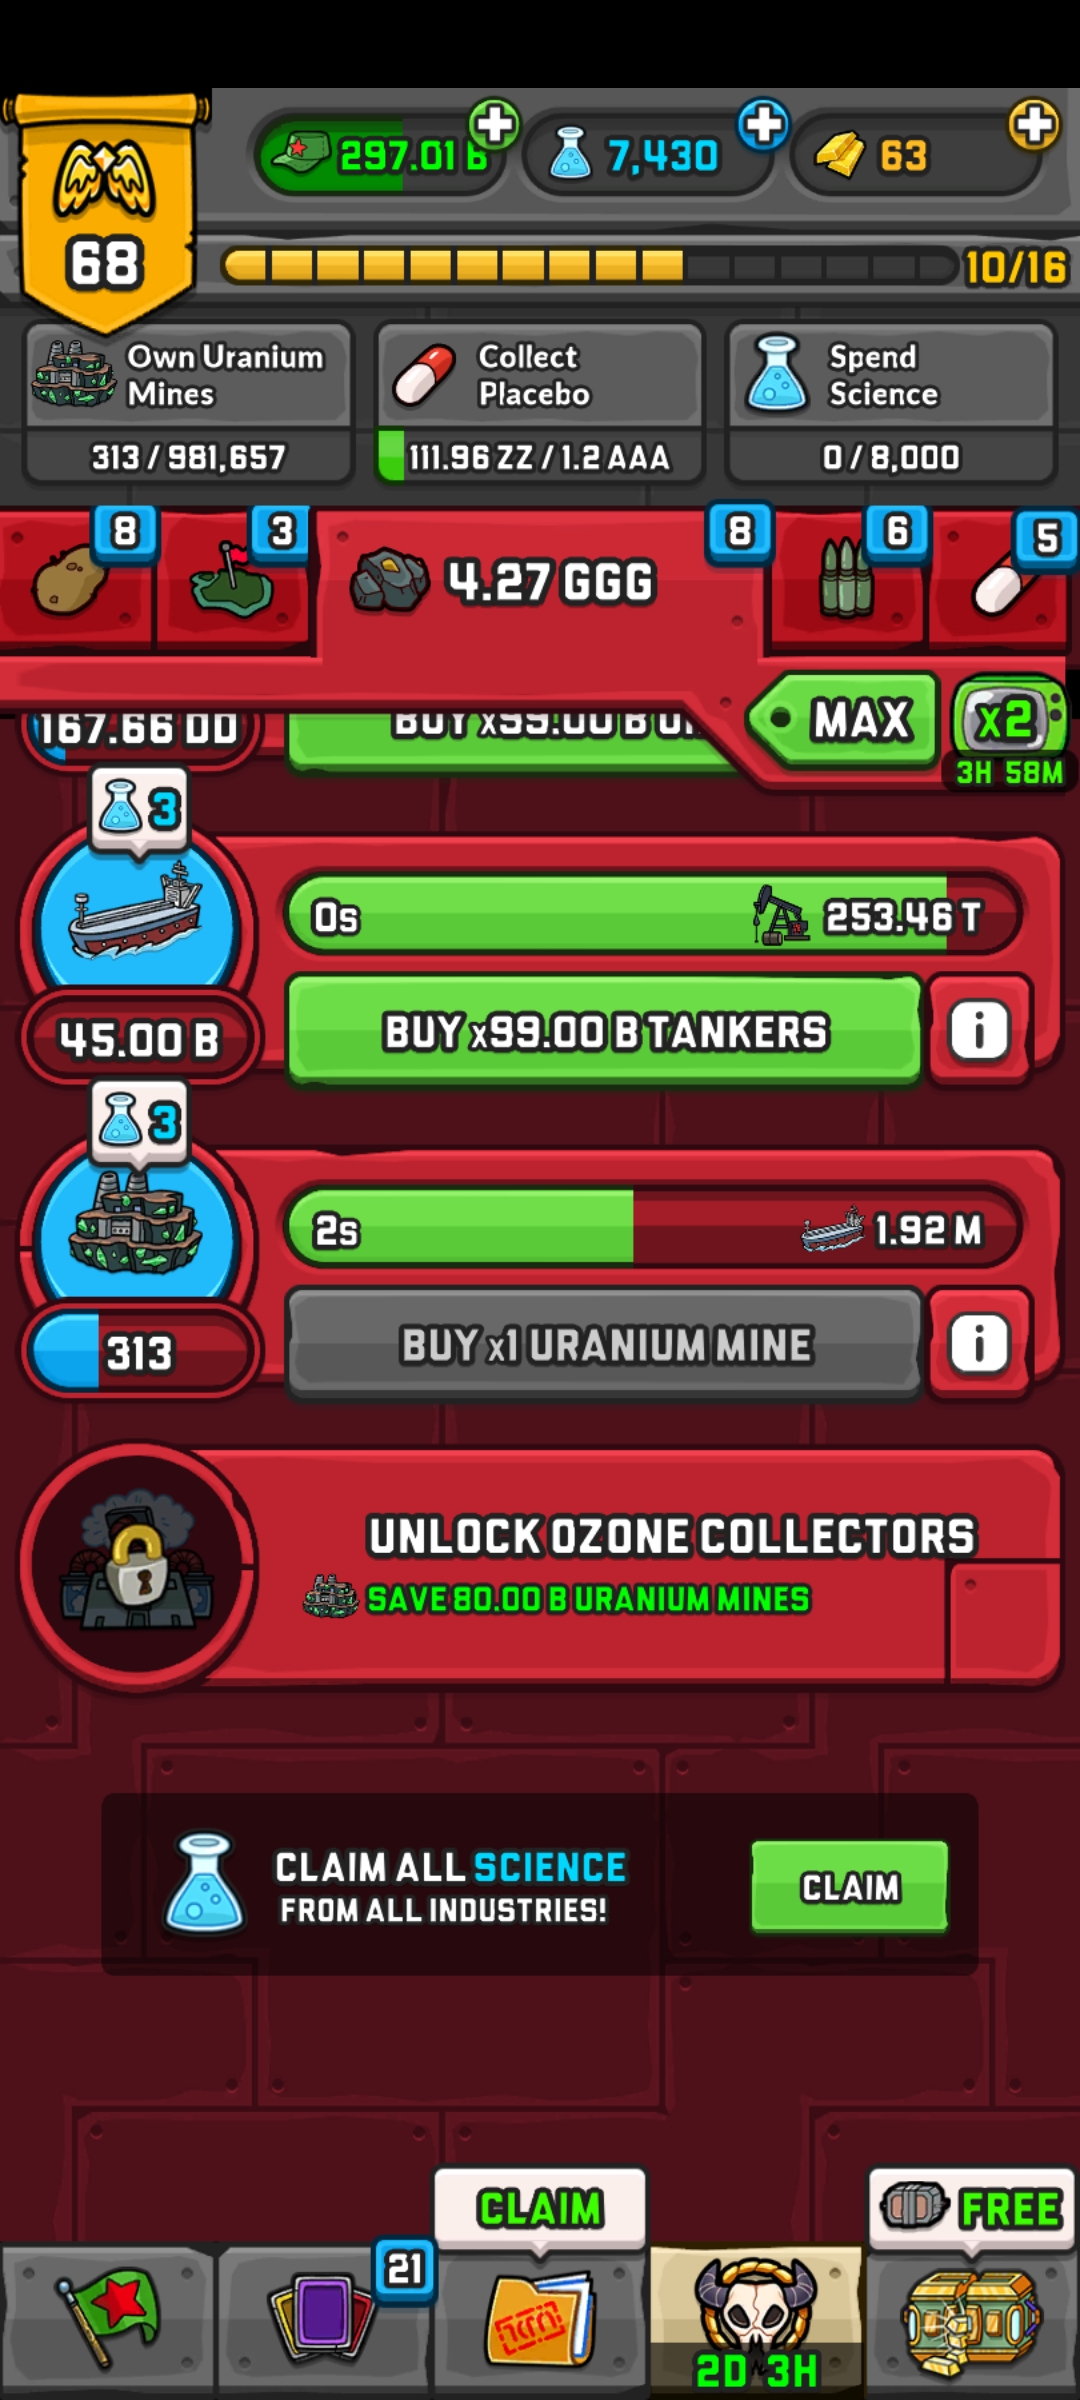 297.01 B
7,430
63
68
10/16
Own Uranium
Mines
313 / 981,657
Collect
Placebo
111.96 ZZ / 1.2 AAA
Spend
Science
0 / 8,000
8
3
4.27 GGG
8
6
5
167.66 DD
BUY x99.00 B
MAX
x2
3H 58M
3
0s
253.46 T
45.00 B
BUY x99.00 B TANKERS
i
3
2s
1.92 M
313
BUY x1 URANIUM MINE
i
UNLOCK OZONE COLLECTORS
SAVE 80.00 B URANIUM MINES
CLAIM ALL SCIENCE
FROM ALL INDUSTRIES!
CLAIM
CLAIM
FREE
21
2D 3H